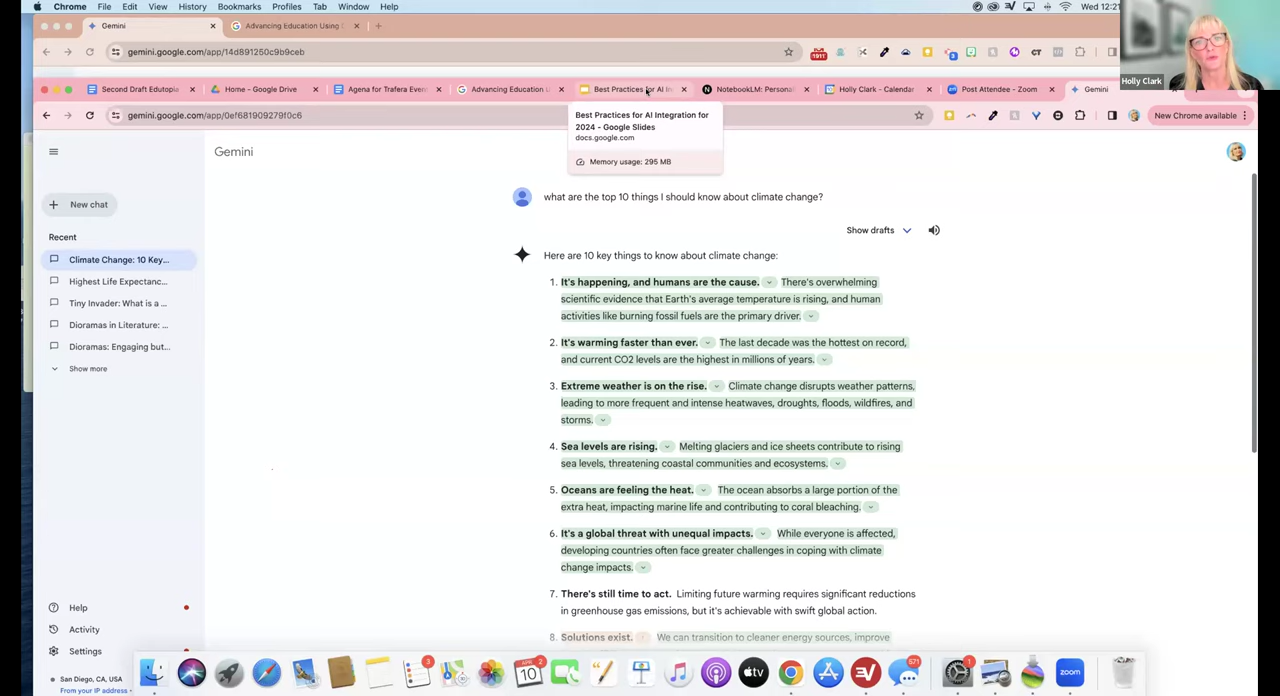 Chrome File Edit View History Bookmarks Profiles Tab Window Help
Wed 12:21
Gemini
Advancing Education Using G
gemini.google.com/app/14d891250c9b9ceb
1911
3
CT
Holly Clark
Second Draft Edutopia
Home - Google Drive
Agena for Trafera Even
Advancing Education U
Best Practices for AI In
NotebookLM: Personal
Holly Clark - Calendar
Post Attendee - Zoom
Gemini
gemini.google.com/app/0ef681909279f0c6
New Chrome available
Best Practices for AI Integration for
2024 - Google Slides
docs.google.com
Memory usage: 295 MB
Gemini
New chat
Recent
Climate Change: 10 Key...
Highest Life Expectanc...
Tiny Invader: What is a ...
Dioramas in Literature: ...
Dioramas: Engaging but...
Show more
Help
Activity
Settings
San Diego, CA, USA
From your IP address
what are the top 10 things I should know about climate change?
Show drafts
Here are 10 key things to know about climate change:
1. It's happening, and humans are the cause. There's overwhelming
scientific evidence that Earth's average temperature is rising, and human
activities like burning fossil fuels are the primary driver.
2. It's warming faster than ever. The last decade was the hottest on record,
and current CO2 levels are the highest in millions of years.
3. Extreme weather is on the rise. Climate change disrupts weather patterns,
leading to more frequent and intense heatwaves, droughts, floods, wildfires, and
storms.
4. Sea levels are rising. Melting glaciers and ice sheets contribute to rising
sea levels, threatening coastal communities and ecosystems.
5. Oceans are feeling the heat. The ocean absorbs a large portion of the
extra heat, impacting marine life and contributing to coral bleaching.
6. It's a global threat with unequal impacts. While everyone is affected,
developing countries often face greater challenges in coping with climate
change impacts.
7. There's still time to act. Limiting future warming requires significant reductions
in greenhouse gas emissions, but it's achievable with swift global action.
8. Solutions exist. We can transition to cleaner energy sources, improve
3
APR
10
2
tv
571
1
zoom